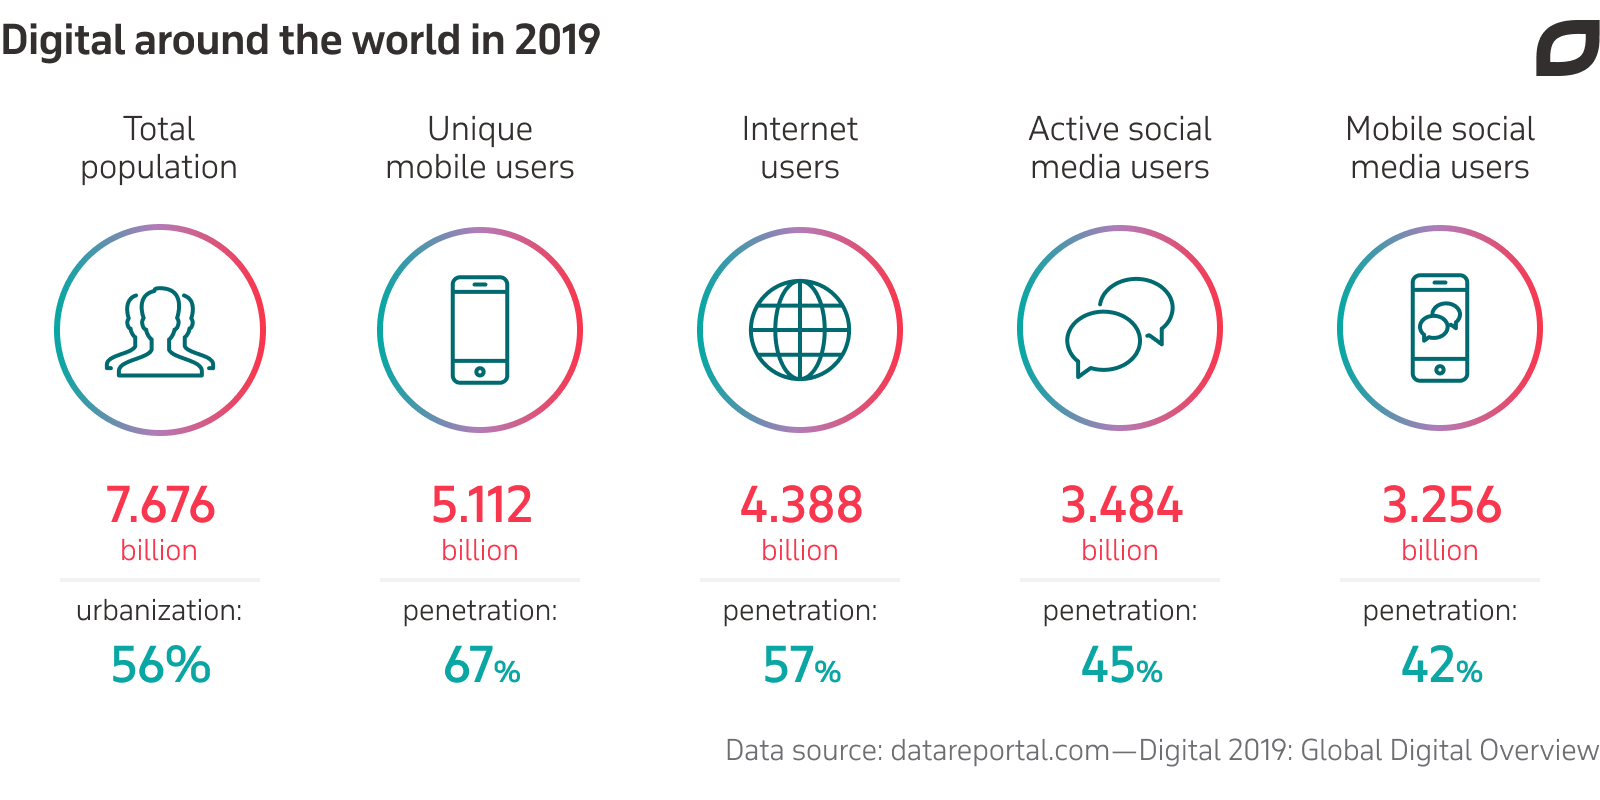 Digital around the world in 2019
Total
population
7.676
billion
urbanization:
56%
Unique
mobile users
5.112
billion
penetration:
67%
Internet
users
4.388
billion
penetration:
57%
Active social
media users
3.484
billion
penetration:
45%
Mobile social
media users
3.256
billion
penetration:
42%
Data source: datareportal.com—Digital 2019: Global Digital Overview